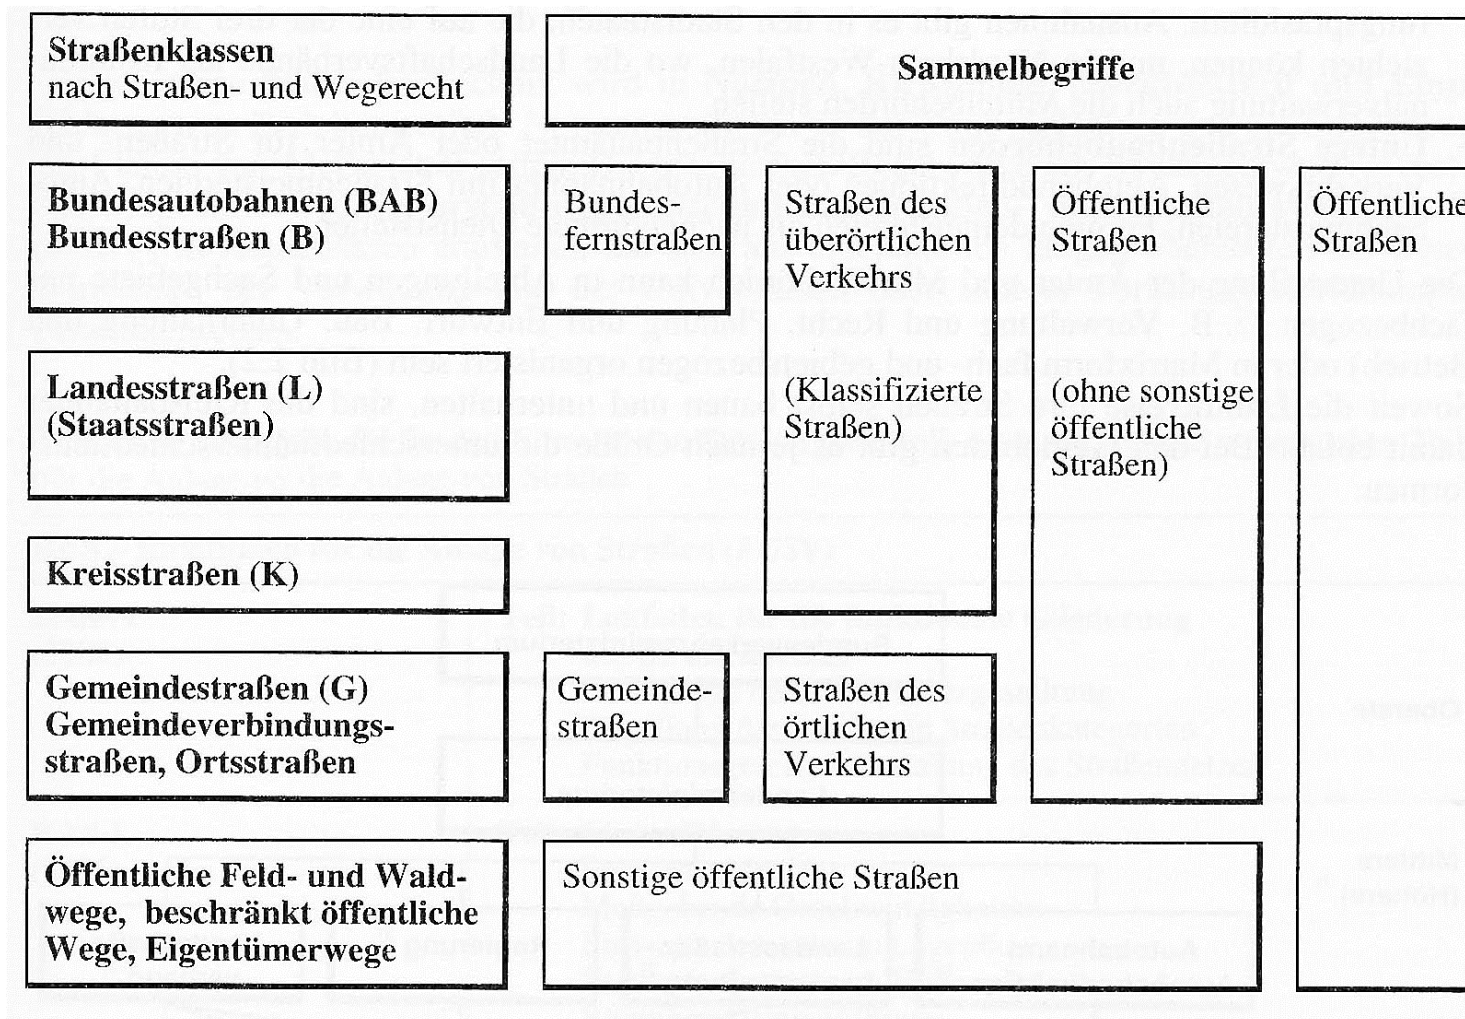 Straßenklassen
nach Straßen- und Wegerecht
Sammelbegriffe
Bundesautobahnen (BAB)
Bundesstraßen (B)
Bundes-
fernstraßen
Straßen des
überörtlichen
Verkehrs
(Klassifizierte
Straßen)
Öffentliche
Straßen
(ohne sonstige
öffentliche
Straßen)
Öffentliche
Straßen
Landesstraßen (L)
(Staatsstraßen)
Kreisstraßen (K)
Gemeindestraßen (G)
Gemeindeverbindungs-
straßen, Ortsstraßen
Gemeinde-
straßen
Straßen des
örtlichen
Verkehrs
Öffentliche Feld- und Wald-
wege, beschränkt öffentliche
Wege, Eigentümerwege
Sonstige öffentliche Straßen